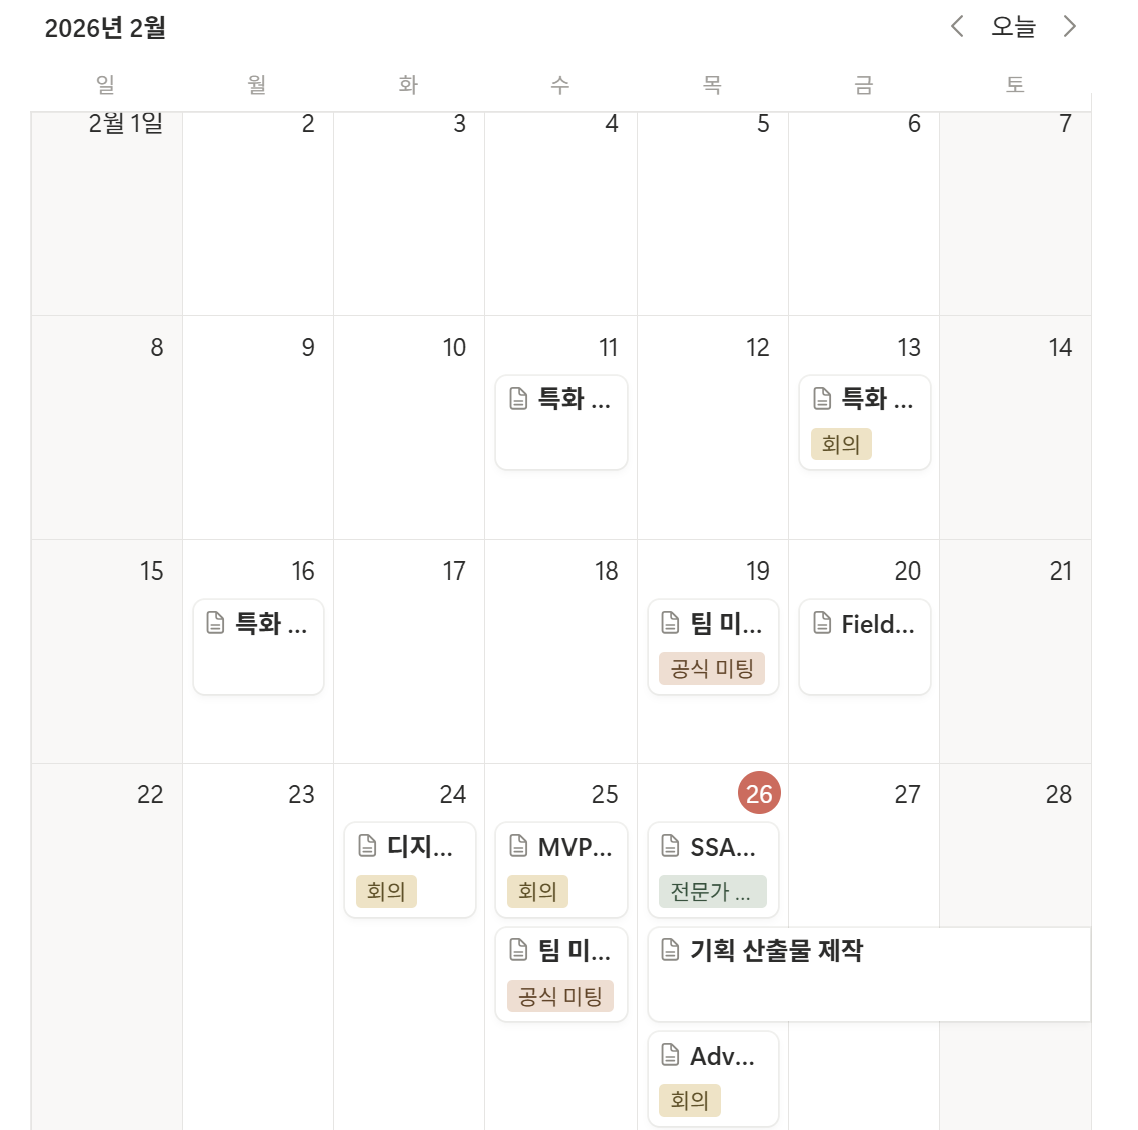 2026년 2월
오늘
일 월 화 수 목 금 토
2월 1일 2 3 4 5 6 7
8 9 10 11 12 13 14
특화 ... 특화 ...
회의
15 16 17 18 19 20 21
특화 ... 팀 미... Field...
공식 미팅
22 23 24 25 26 27 28
디지... MVP... SSA...
회의 회의 전문가 ...
팀 미... 기획 산출물 제작
공식 미팅
Adv...
회의